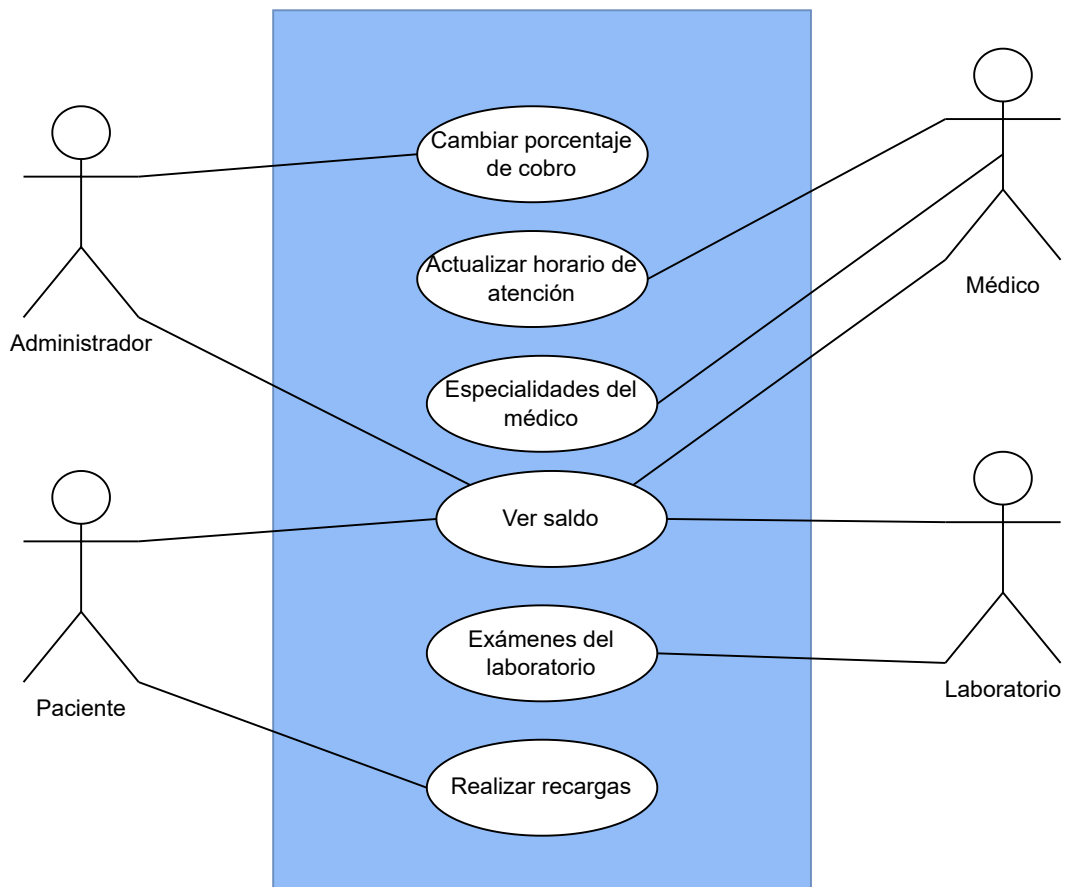 Cambiar porcentaje
de cobro
Actualizar horario de
atención
Médico
Administrador
Especialidades del
médico
Ver saldo
Exámenes del
laboratorio
Laboratorio
Paciente
Realizar recargas